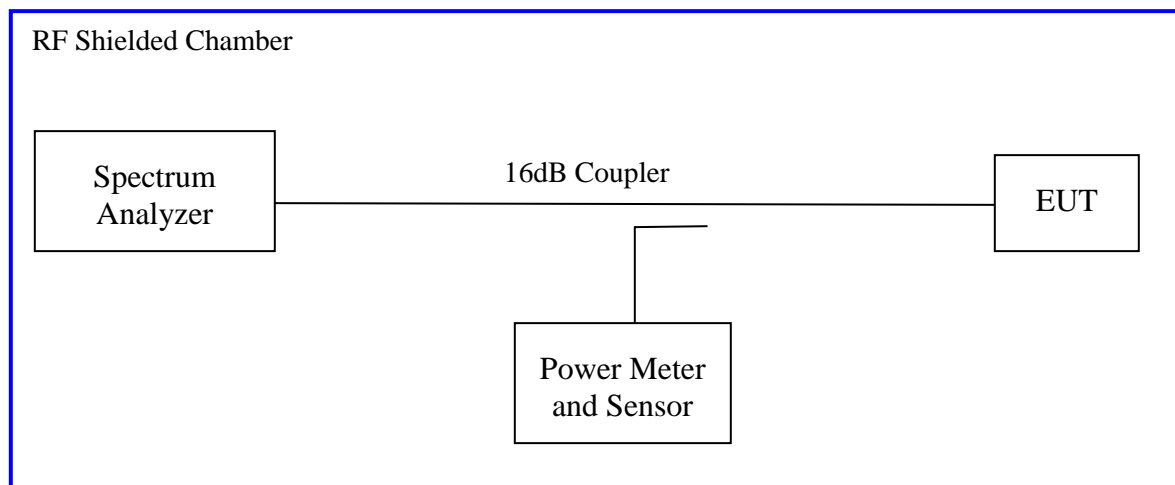 RF Shielded Chamber
Spectrum
Analyzer
16dB Coupler
EUT
Power Meter
and Sensor